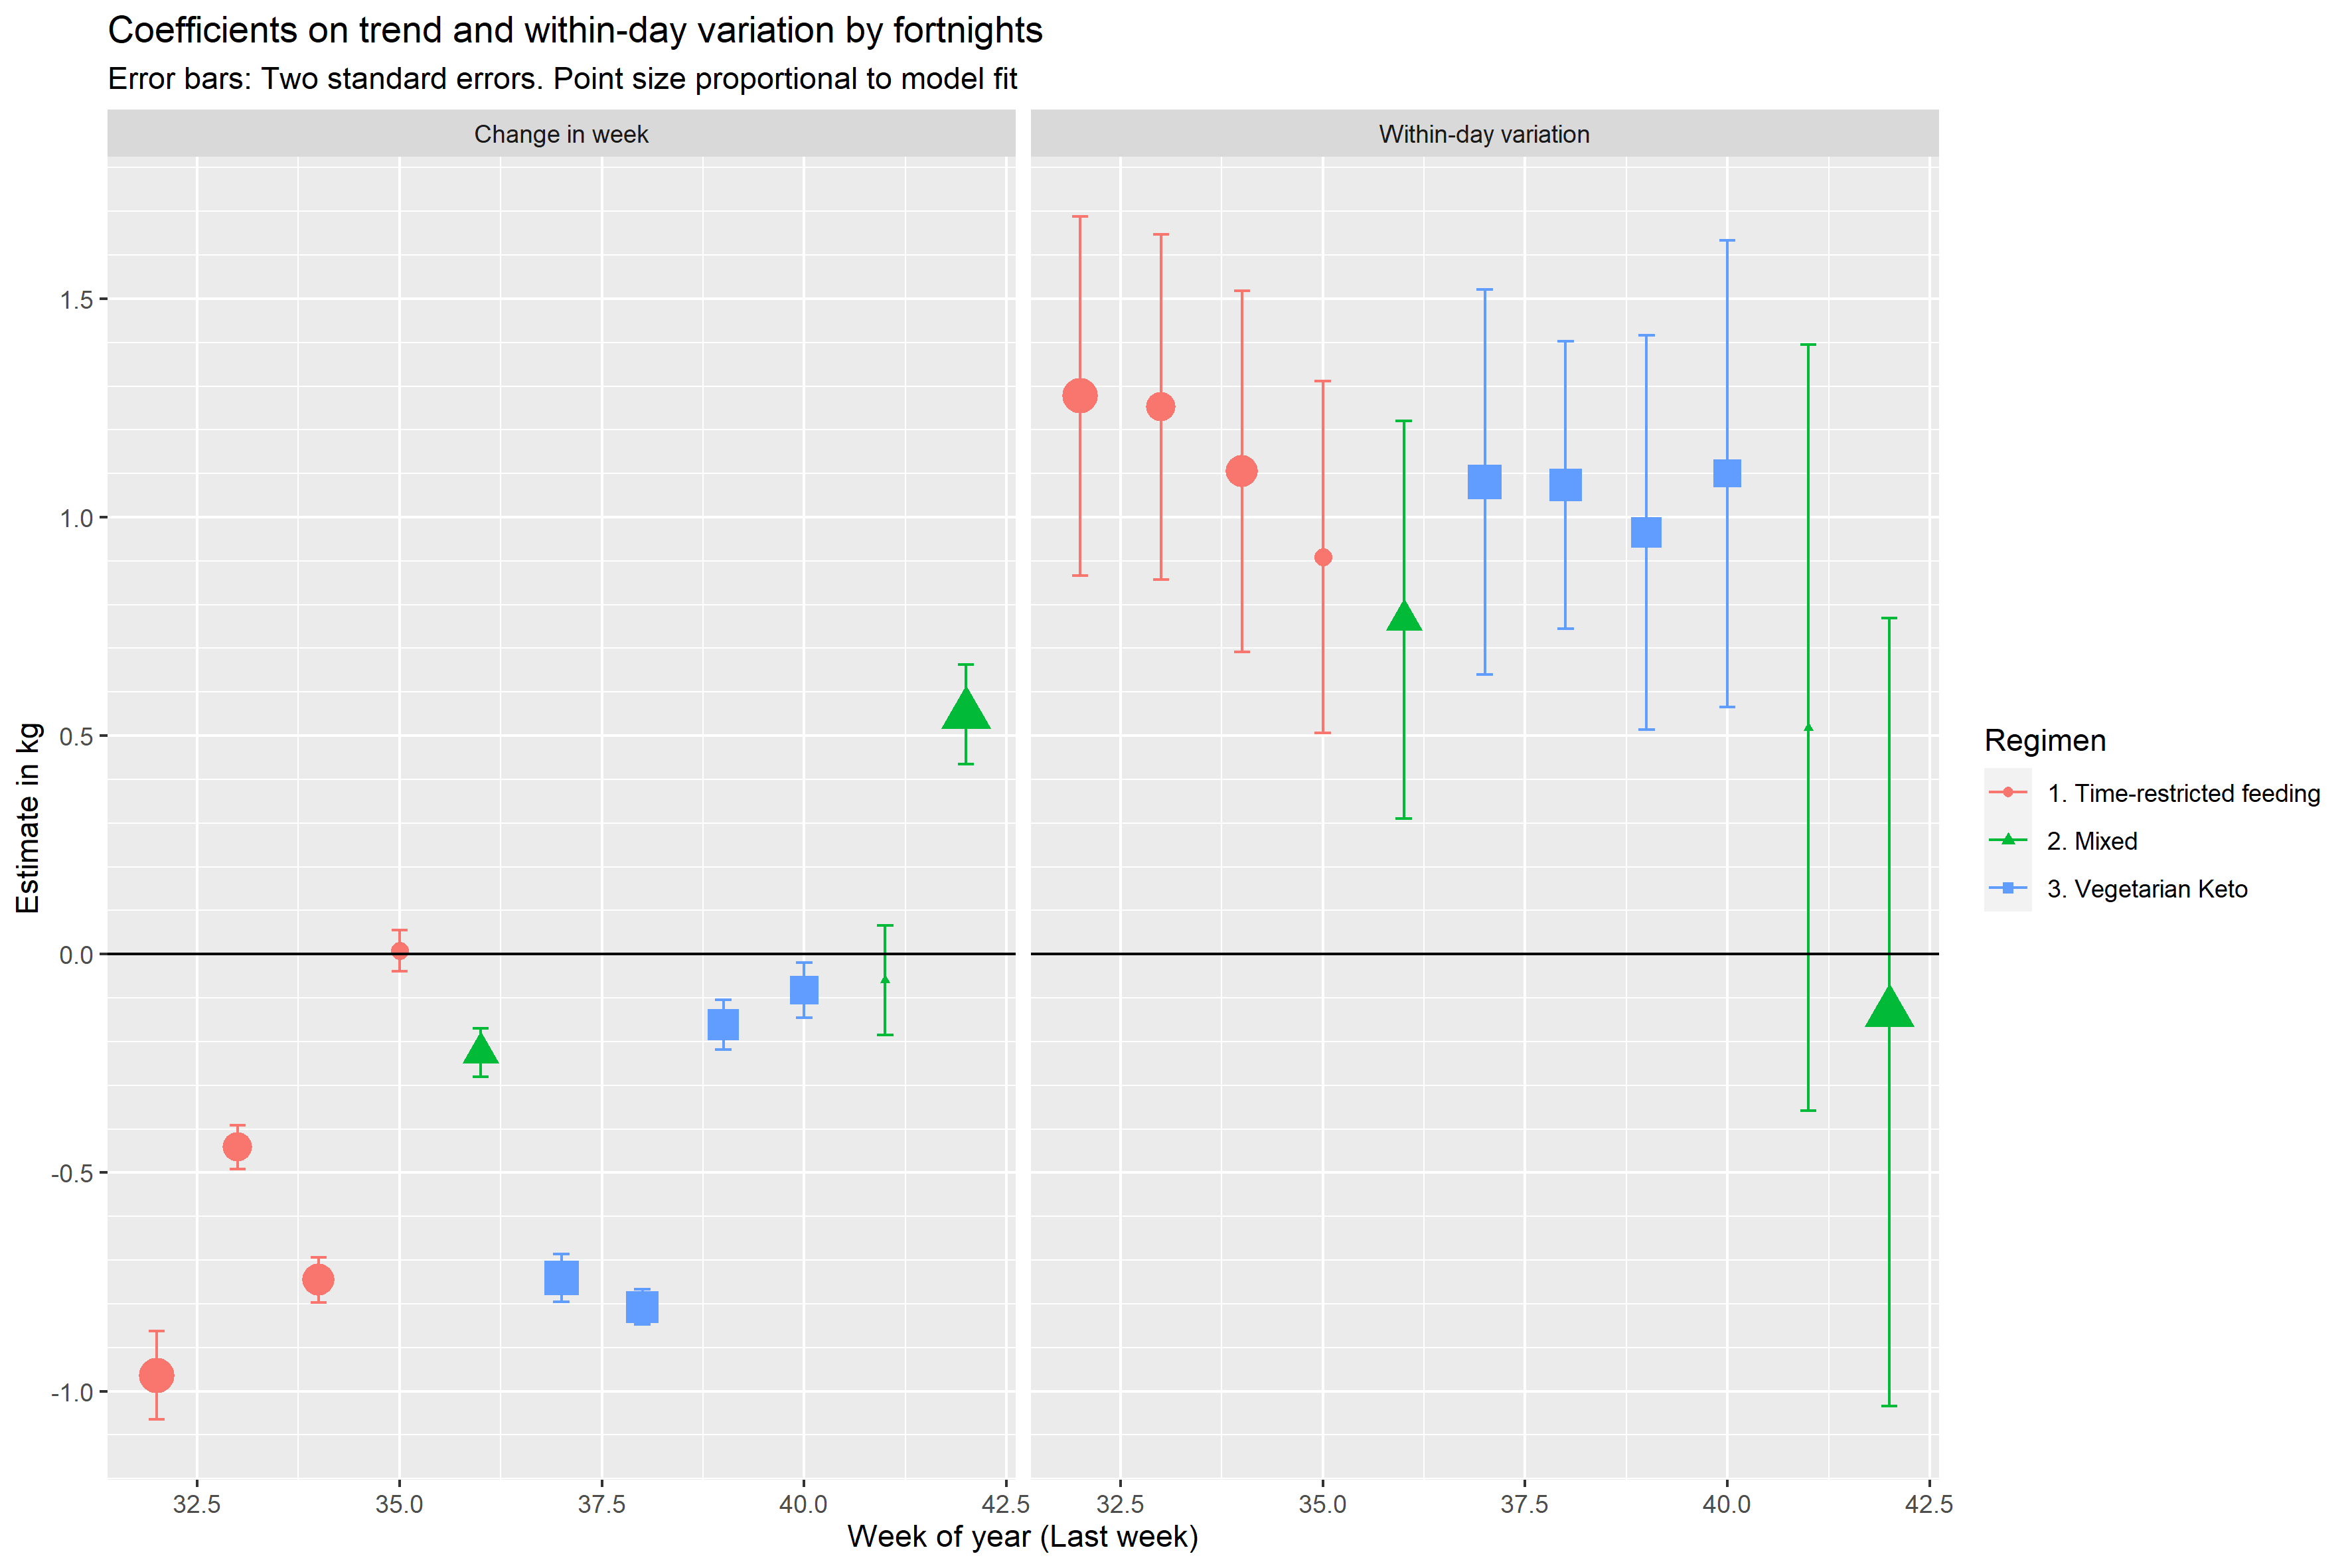 Coefficients on trend and within-day variation by fortnights
Error bars: Two standard errors. Point size proportional to model fit
Change in week
Within-day variation
Estimate in kg
1.5
1.0
0.5
0.0
-0.5
-1.0
32.5
35.0
37.5
40.0
42.5
32.5
35.0
37.5
40.0
42.5
Week of year (Last week)
Regimen
1. Time-restricted feeding
2. Mixed
3. Vegetarian Keto